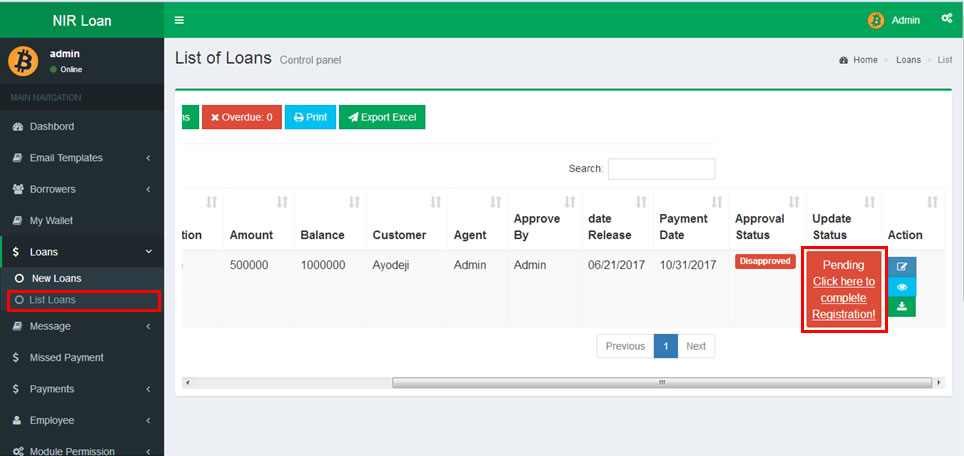 NIR Loan
Admin
admin
Online
List of Loans Control panel
Home > Loans > List
MAIN NAVIGATION
Dashbord
Email Templates
Borrowers
My Wallet
Loans
New Loans
List Loans
Message
Missed Payment
Payments
Employee
Module Permission
Overdue: 0
Print
Export Excel
Search:
tion Amount Balance Customer Agent Approve By date Release Payment Date Approval Status Update Status Action
500000 1000000 Ayodeji Admin Admin 06/21/2017 10/31/2017 Disapproved Pending
Click here to
complete
Registration!
Previous 1 Next